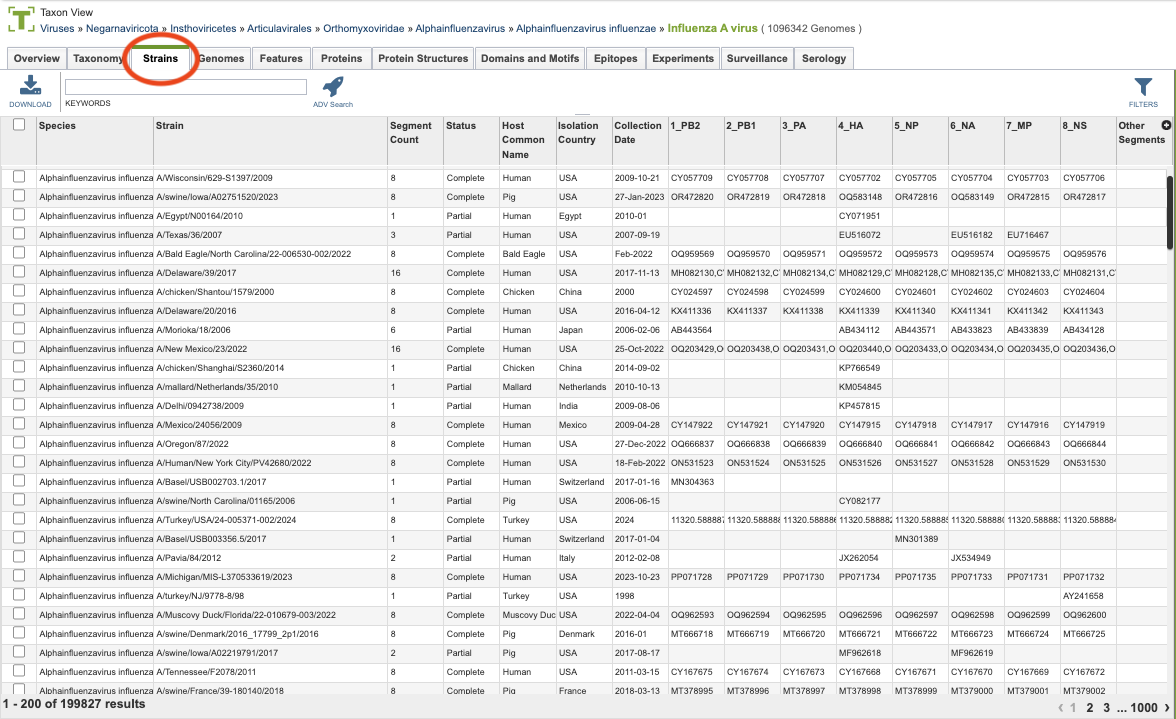 Taxon View
Viruses » Negarnaviricota » Insthoviricetes » Articulavirales » Orthomyxoviridae » Alphainfluenzavirus » Alphainfluenzavirus influenzae » Influenza A virus ( 1096342 Genomes )
Overview Taxonomy Strains Genomes Features Proteins Protein Structures Domains and Motifs Epitopes Experiments Surveillance Serology
DOWNLOAD KEYWORDS ADV Search FILTERS
Species Strain Segment Count Status Host Common Name Isolation Country Collection Date 1_PB2 2_PB1 3_PA 4_HA 5_NP 6_NA 7_MP 8_NS Other Segments
Alphainfluenzavirus influenza A/Wisconsin/629-S1397/2009 8 Complete Human USA 2009-10-21 CY057709 CY057708 CY057707 CY057702 CY057705 CY057704 CY057703 CY057706
Alphainfluenzavirus influenza A/swine/Iowa/A02751520/2023 8 Complete Pig USA 27-Jan-2023 OR472820 OR472819 OR472818 OQ583148 OR472816 OQ583149 OR472815 OR472817
Alphainfluenzavirus influenza A/Egypt/N00164/2010 1 Partial Human Egypt 2010-01 CY071951
Alphainfluenzavirus influenza A/Texas/36/2007 3 Partial Human USA 2007-09-19 EU516072 EU516182 EU716467
Alphainfluenzavirus influenza A/Bald Eagle/North Carolina/22-006530-002/2022 8 Complete Bald Eagle USA Feb-2022 OQ959569 OQ959570 OQ959571 OQ959572 OQ959573 OQ959574 OQ959575 OQ959576
Alphainfluenzavirus influenza A/Delaware/39/2017 16 Complete Human USA 2017-11-13 MH082130,C MH082132,C MH082134,C MH082129,C MH082128,C MH082135,C MH082133,C MH082131,C
Alphainfluenzavirus influenza A/chicken/Shantou/1579/2000 8 Complete Chicken China 2000 CY024597 CY024598 CY024599 CY024600 CY024601 CY024602 CY024603 CY024604
Alphainfluenzavirus influenza A/Delaware/20/2016 8 Complete Human USA 2016-04-12 KX411336 KX411337 KX411338 KX411339 KX411340 KX411341 KX411342 KX411343
Alphainfluenzavirus influenza A/Morioka/18/2006 6 Partial Human Japan 2006-02-06 AB443564 AB434112 AB443571 AB433823 AB433839 AB434128
Alphainfluenzavirus influenza A/New Mexico/23/2022 16 Complete Human USA 25-Oct-2022 OQ203429,O OQ203438,O OQ203431,O OQ203440,O OQ203433,O OQ203434,O OQ203435,O OQ203436,O
Alphainfluenzavirus influenza A/chicken/Shanghai/S2360/2014 1 Partial Chicken China 2014-09-02 KP766549
Alphainfluenzavirus influenza A/mallard/Netherlands/35/2010 1 Partial Mallard Netherlands 2010-10-13 KM054845
Alphainfluenzavirus influenza A/Delhi/0942738/2009 1 Partial Human India 2009-08-06 KP457815
Alphainfluenzavirus influenza A/Mexico/24056/2009 8 Complete Human Mexico 2009-04-28 CY147922 CY147921 CY147920 CY147915 CY147918 CY147917 CY147916 CY147919
Alphainfluenzavirus influenza A/Oregon/87/2022 8 Complete Human USA 27-Dec-2022 OQ666837 OQ666838 OQ666839 OQ666840 OQ666841 OQ666842 OQ666843 OQ666844
Alphainfluenzavirus influenza A/Human/New York City/PV42680/2022 8 Complete Human USA 18-Feb-2022 ON531523 ON531524 ON531525 ON531526 ON531527 ON531528 ON531529 ON531530
Alphainfluenzavirus influenza A/Basel/USB002703.1/2017 1 Partial Human Switzerland 2017-01-16 MN304363
Alphainfluenzavirus influenza A/swine/North Carolina/01165/2006 1 Partial Pig USA 2006-06-15 CY082177
Alphainfluenzavirus influenza A/Turkey/USA/24-005371-002/2024 8 Complete Turkey USA 2024 11320.588887 11320.588888 11320.588886 11320.588882 11320.588885 11320.588880 11320.588883 11320.588884
Alphainfluenzavirus influenza A/Basel/USB003356.5/2017 1 Partial Human Switzerland 2017-01-04 MN301389
Alphainfluenzavirus influenza A/Pavia/84/2012 2 Partial Human Italy 2012-02-08 JX262054 JX534949
Alphainfluenzavirus influenza A/Michigan/MIS-L370533619/2023 8 Complete Human USA 2023-10-23 PP071728 PP071729 PP071730 PP071734 PP071735 PP071733 PP071731 PP071732
Alphainfluenzavirus influenza A/turkey/NJ/9778-8/98 1 Partial Turkey USA 1998 AY241658
Alphainfluenzavirus influenza A/Muscovy Duck/Florida/22-010679-003/2022 8 Complete Muscovy Duc USA 2022-04-04 OQ962593 OQ962594 OQ962595 OQ962596 OQ962597 OQ962598 OQ962599 OQ962600
Alphainfluenzavirus influenza A/swine/Denmark/2016_17799_2p1/2016 8 Complete Pig Denmark 2016-01 MT666718 MT666719 MT666720 MT666721 MT666722 MT666723 MT666724 MT666725
Alphainfluenzavirus influenza A/swine/Iowa/A02219791/2017 2 Partial Pig USA 2017-08-17 MF962618 MF962619
Alphainfluenzavirus influenza A/Tennessee/F2078/2011 8 Complete Human USA 2011-03-15 CY167675 CY167674 CY167673 CY167668 CY167671 CY167670 CY167669 CY167672
Alphainfluenzavirus influenza A/swine/France/39-180140/2018 8 Complete Pig France 2018-03-13 MT378995 MT378996 MT378997 MT378998 MT378999 MT379000 MT379001 MT379002
1 - 200 of 199827 results ‹ 1 2 3 ... 1000 ›